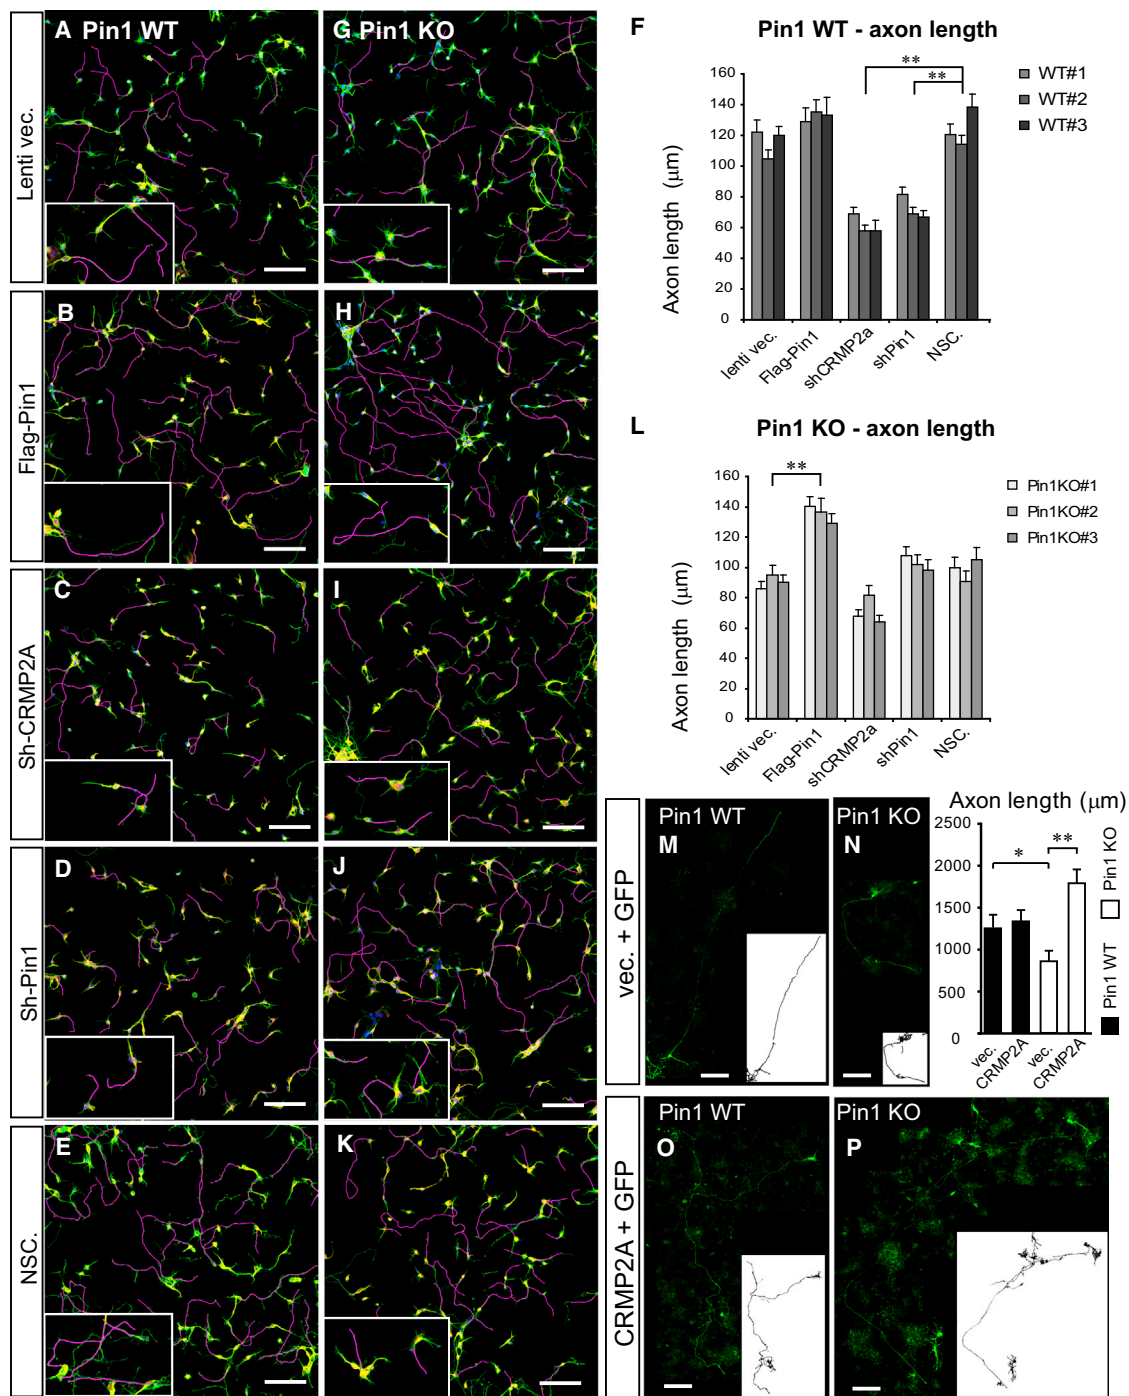 A Pin1 WT
G Pin1 KO
Lenti vec.
B
H
Flag-Pin1
C
I
Sh-CRMP2A
D
J
Sh-Pin1
E
K
NSC.
F
Pin1 WT - axon length
160
140
120
100
80
60
40
20
0
Axon length (μm)
** 
**
WT#1
WT#2
WT#3
lenti vec.
Flag-Pin1
shCRMP2a
shPin1
NSC.
L
Pin1 KO - axon length
160
140
120
100
80
60
40
20
0
Axon length (μm)
**
Pin1KO#1
Pin1KO#2
Pin1KO#3
lenti vec.
Flag-Pin1
shCRMP2a
shPin1
NSC.
vec. + GFP
Pin1 WT
M
Pin1 KO
N
Axon length (μm)
2500
2000
1500
1000
500
0
*
**
vec.
CRMP2A
vec.
CRMP2A
Pin1 KO
Pin1 WT
CRMP2A + GFP
Pin1 WT
O
Pin1 KO
P